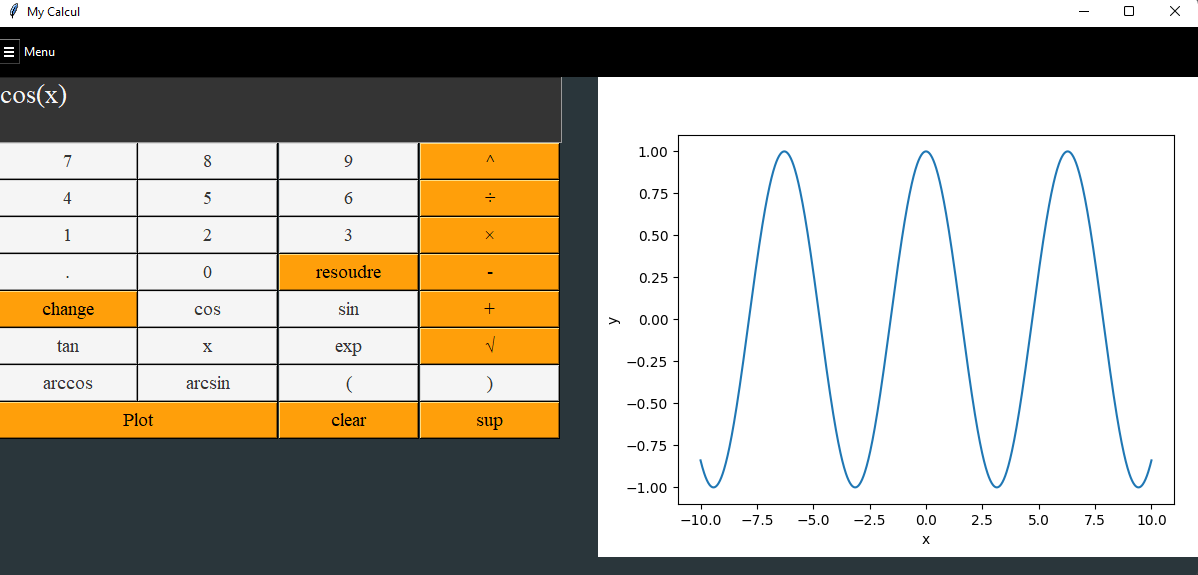 My Calcul
Menu
cos(x)
7 8 9 ^
4 5 6 ÷
1 2 3 ×
. 0 resoudre -
change cos sin +
tan x exp √
arccos arcsin ( )
Plot clear sup
1.00
0.75
0.50
0.25
0.00
−0.25
−0.50
−0.75
−1.00
y
−10.0 −7.5 −5.0 −2.5 0.0 2.5 5.0 7.5 10.0
x